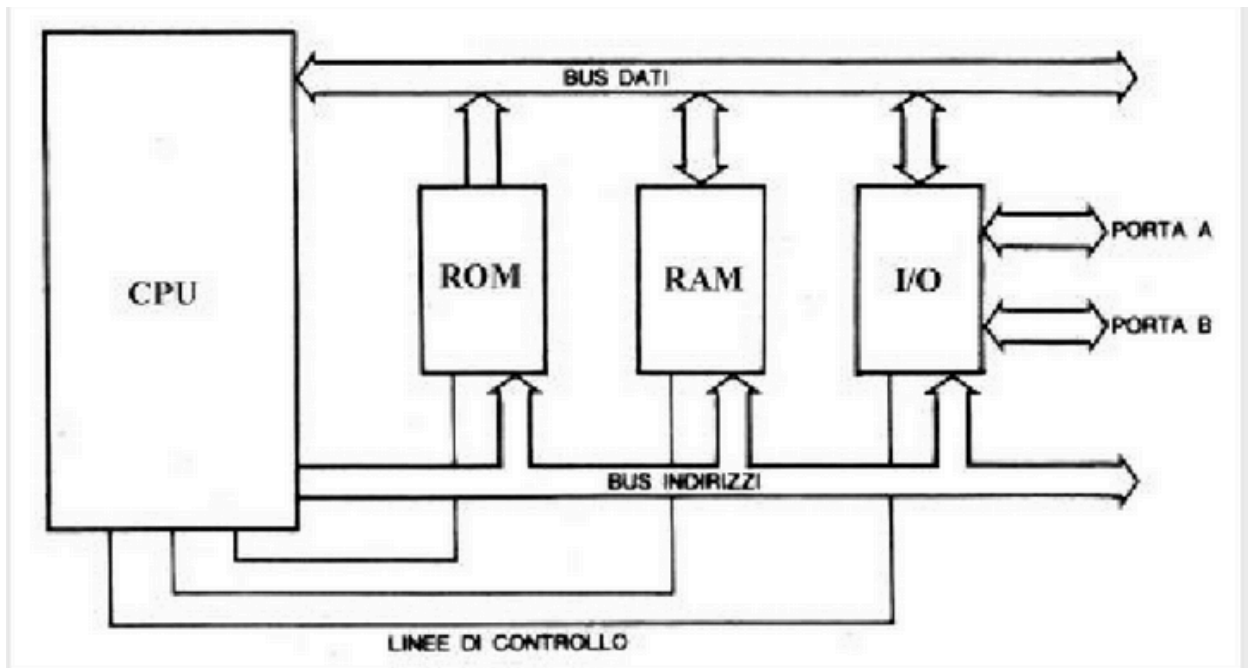 BUS DATI
CPU
ROM
RAM
I/O
PORTA A
PORTA B
BUS INDIRIZZI
LINEE DI CONTROLLO